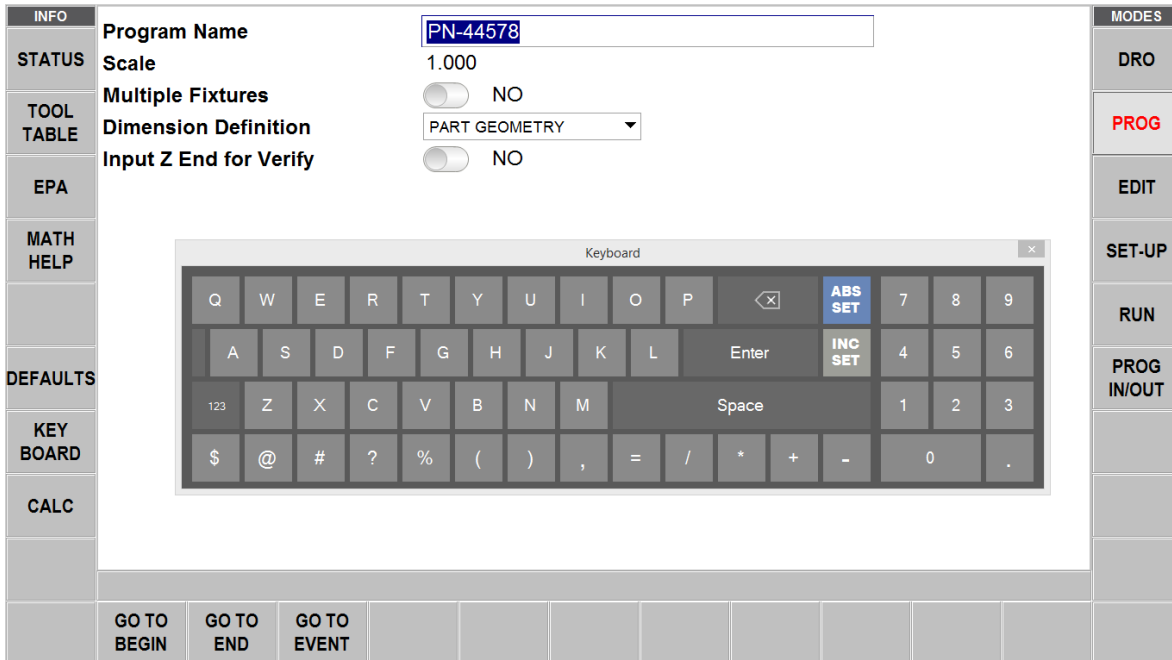 INFO
STATUS
TOOL
TABLE
EPA
MATH
HELP
DEFAULTS
KEY
BOARD
CALC
Program Name PN-44578
Scale 1.000
Multiple Fixtures NO
Dimension Definition PART GEOMETRY
Input Z End for Verify NO
Keyboard ×
Q W E R T Y U I O P ABS SET 7 8 9
A S D F G H J K L Enter INC SET 4 5 6
123 Z X C V B N M Space 1 2 3
$ @ # ? % ( ) , = / * + - 0 .
GO TO BEGIN GO TO END GO TO EVENT
MODES
DRO
PROG
EDIT
SET-UP
RUN
PROG
IN/OUT